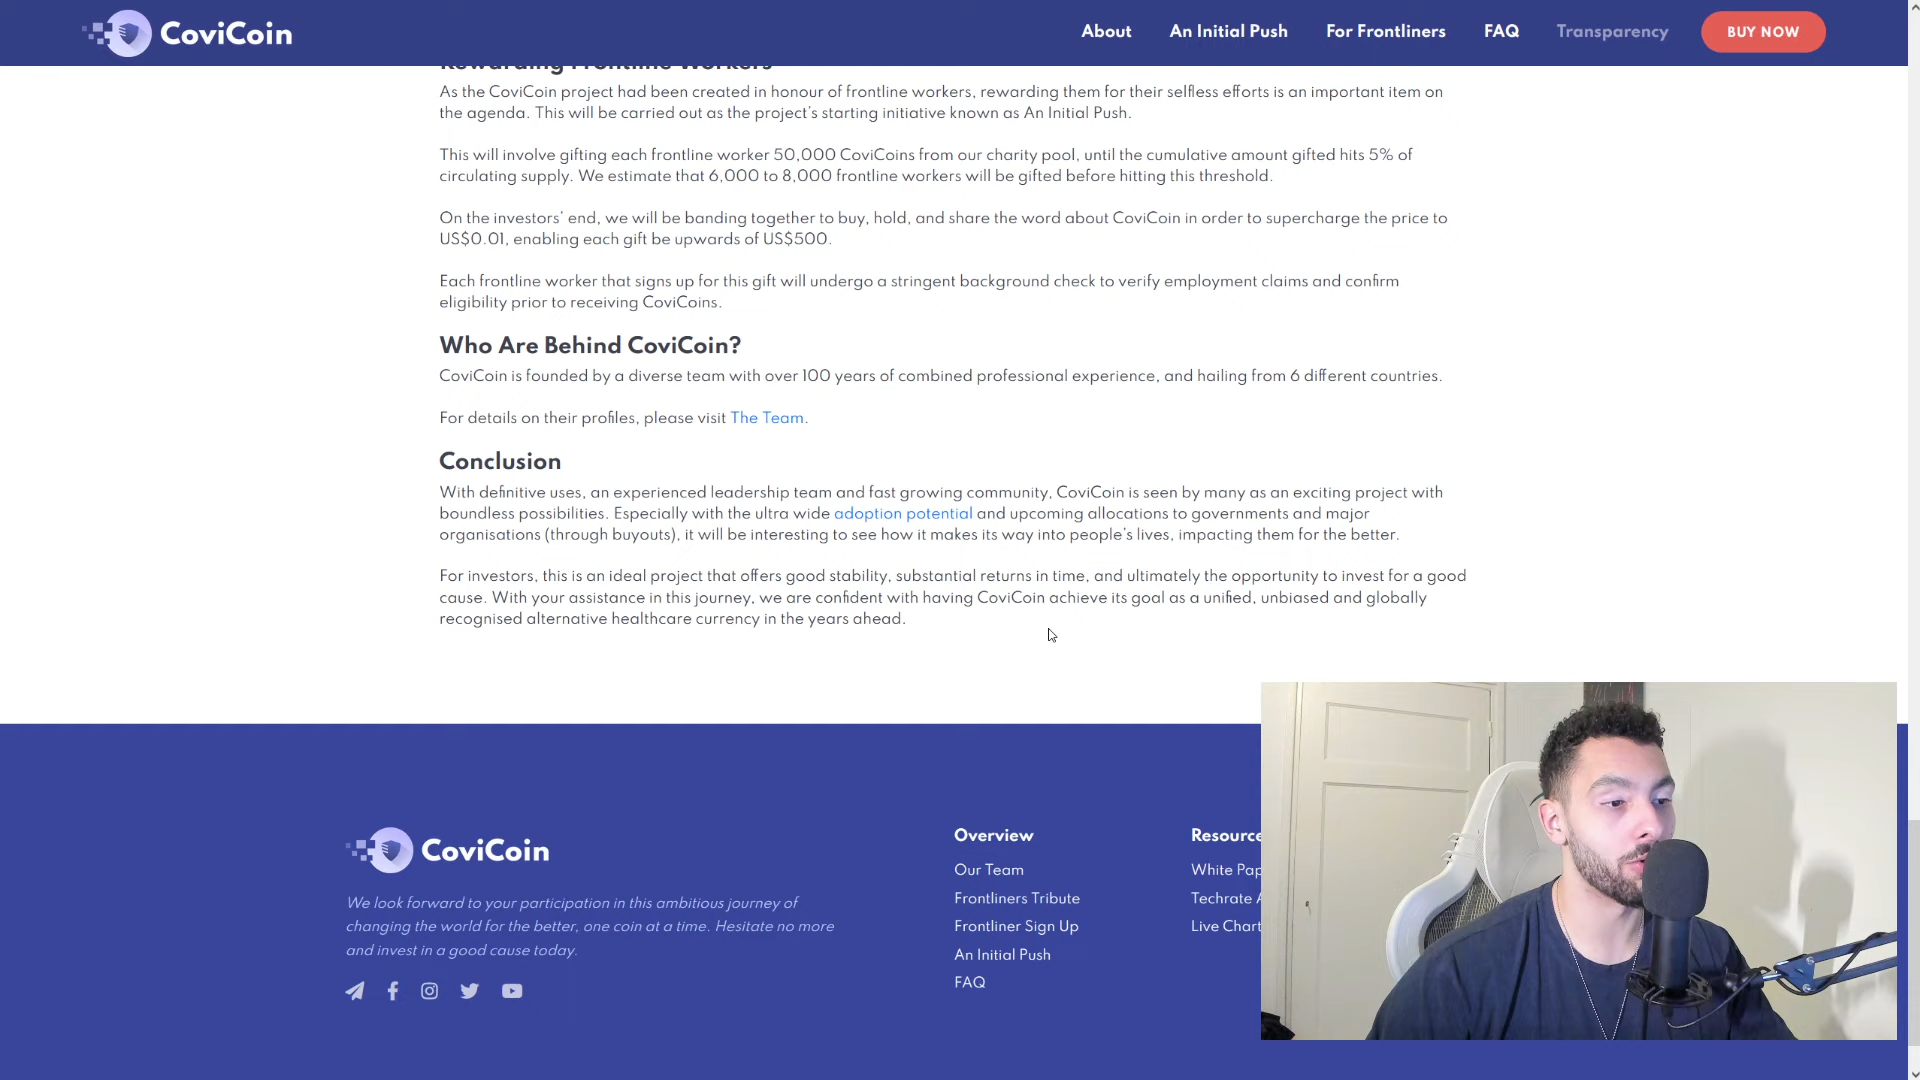 CoviCoin
About An Initial Push For Frontliners FAQ Transparency BUY NOW
Rewarding Frontline Workers
As the CoviCoin project had been created in honour of frontline workers, rewarding them for their selfless efforts is an important item on
the agenda. This will be carried out as the project's starting initiative known as An Initial Push.
This will involve gifting each frontline worker 50,000 CoviCoins from our charity pool, until the cumulative amount gifted hits 5% of
circulating supply. We estimate that 6,000 to 8,000 frontline workers will be gifted before hitting this threshold.
On the investors' end, we will be banding together to buy, hold, and share the word about CoviCoin in order to supercharge the price to
US$0.01, enabling each gift be upwards of US$500.
Each frontline worker that signs up for this gift will undergo a stringent background check to verify employment claims and confirm
eligibility prior to receiving CoviCoins.
Who Are Behind CoviCoin?
CoviCoin is founded by a diverse team with over 100 years of combined professional experience, and hailing from 6 different countries.
For details on their profiles, please visit The Team.
Conclusion
With definitive uses, an experienced leadership team and fast growing community, CoviCoin is seen by many as an exciting project with
boundless possibilities. Especially with the ultra wide adoption potential and upcoming allocations to governments and major
organisations (through buyouts), it will be interesting to see how it makes its way into people's lives, impacting them for the better.
For investors, this is an ideal project that offers good stability, substantial returns in time, and ultimately the opportunity to invest for a good
cause. With your assistance in this journey, we are confident with having CoviCoin achieve its goal as a unified, unbiased and globally
recognised alternative healthcare currency in the years ahead.
CoviCoin
We look forward to your participation in this ambitious journey of
changing the world for the better, one coin at a time. Hesitate no more
and invest in a good cause today.
Overview
Our Team
Frontliners Tribute
Frontliner Sign Up
An Initial Push
FAQ
Resource
White Pap
Techrate A
Live Chart